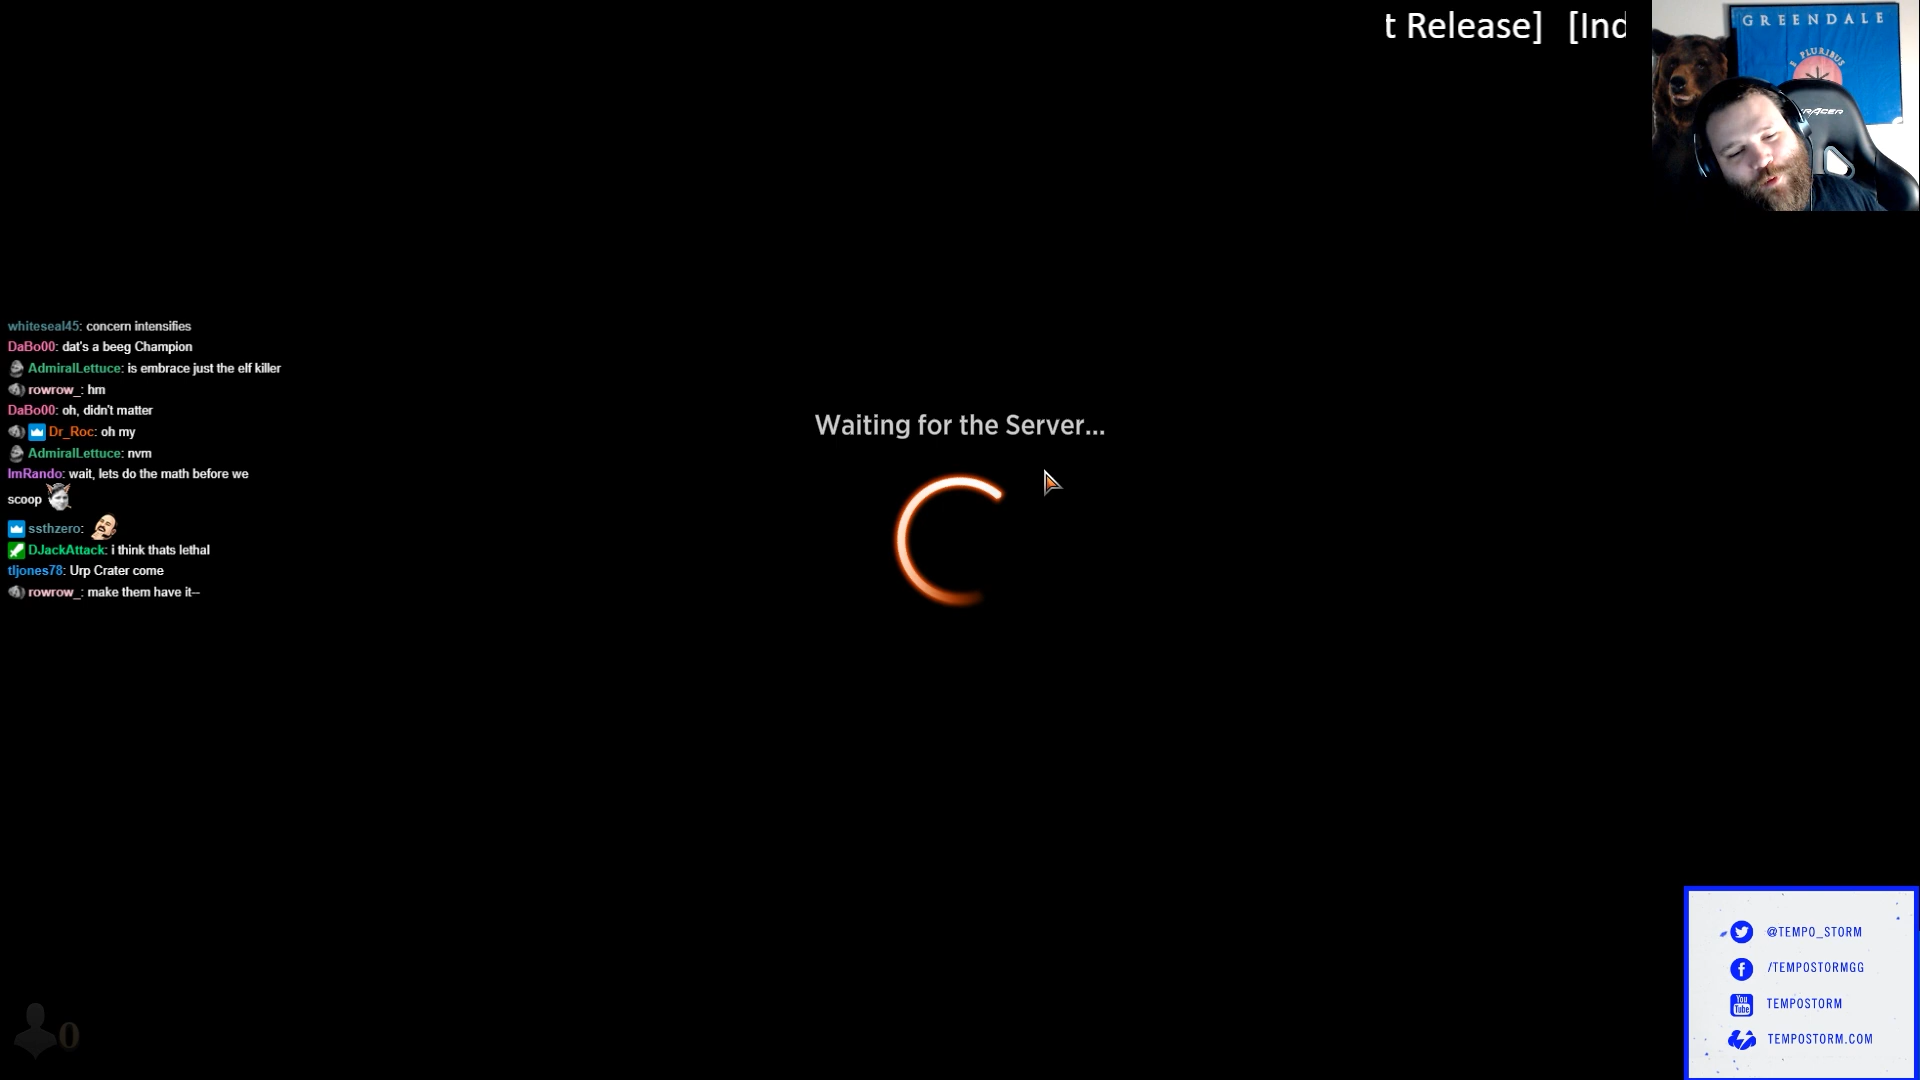 t Release] [Ind
GREENDALE
PLURIBUS
whiteseal45: concern intensifies
DaBo00: dat's a beeg Champion
AdmiralLettuce: is embrace just the elf killer
rowrow_: hm
DaBo00: oh, didn't matter
Dr_Roc: oh my
AdmiralLettuce: nvm
ImRando: wait, lets do the math before we
scoop
ssthzero:
DJackAttack: i think thats lethal
tljones78: Urp Crater come
rowrow_: make them have it--
Waiting for the Server...
0
@TEMPO_STORM
/TEMPOSTORMGG
You Tube TEMPOSTORM
TEMPOSTORM.COM